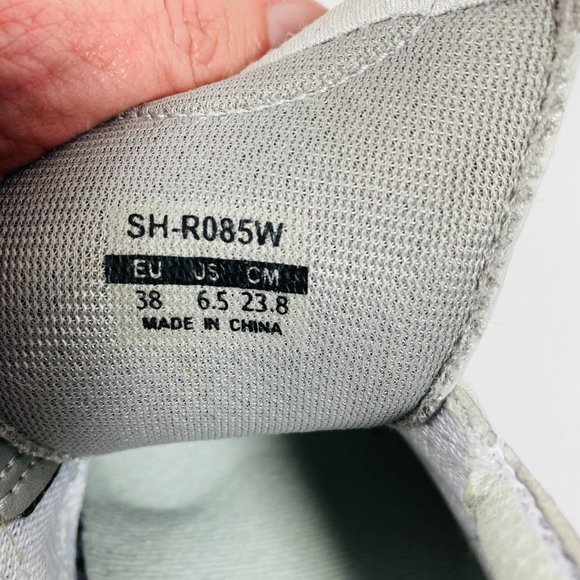 SH-R085W
EU US CM
38 6.5 23.8
MADE IN CHINA